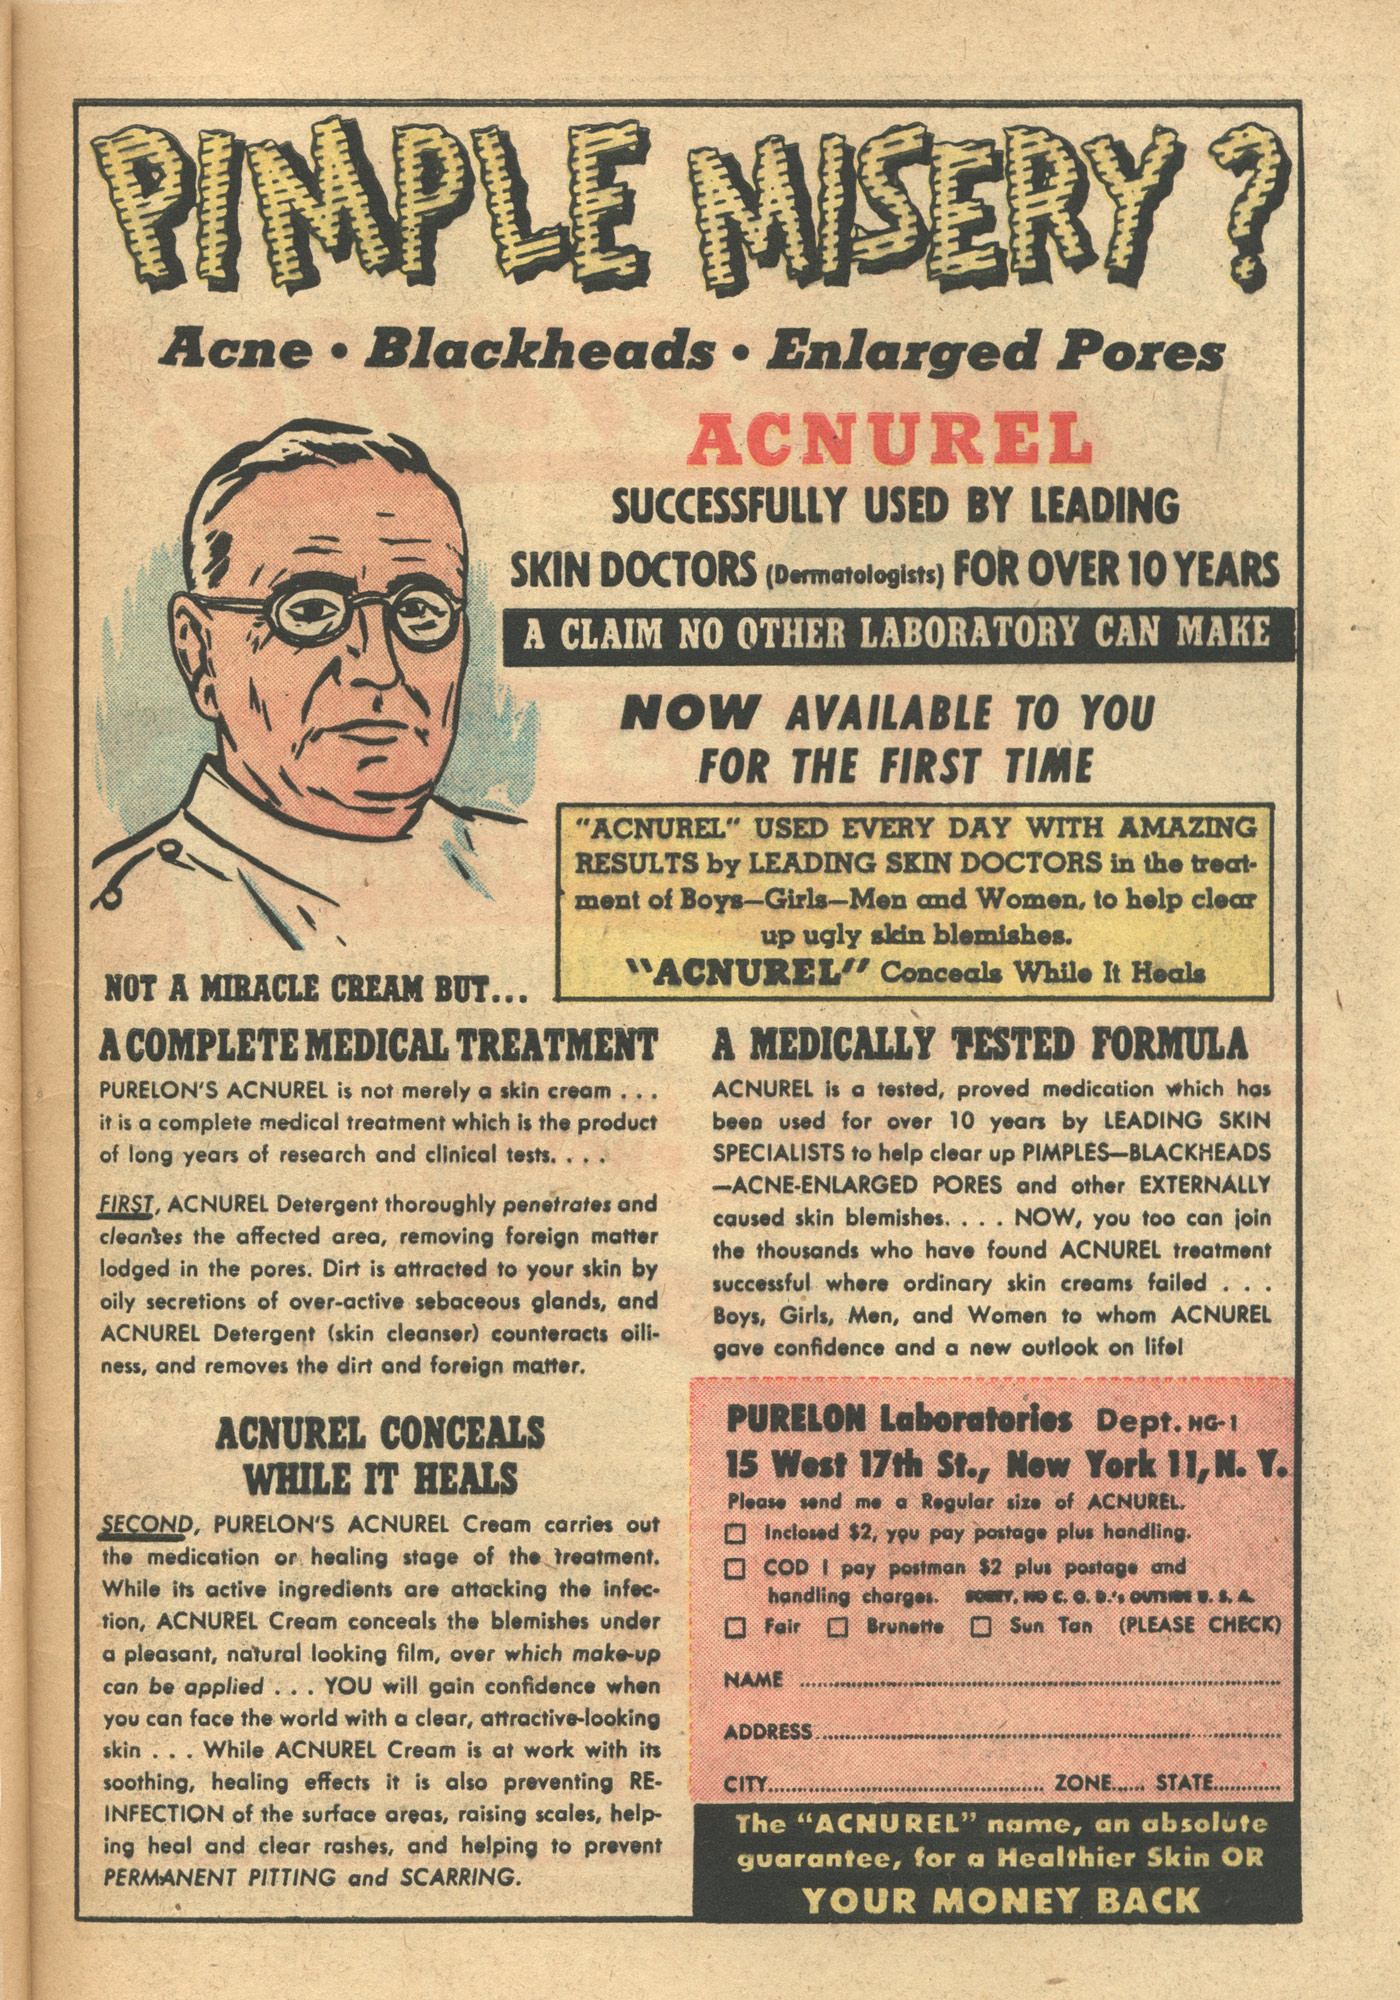 PIMPLE MISERY?
Acne • Blackheads • Enlarged Pores
ACNUREL
SUCCESSFULLY USED BY LEADING
SKIN DOCTORS (Dermatologists) FOR OVER 10 YEARS
A CLAIM NO OTHER LABORATORY CAN MAKE
NOW AVAILABLE TO YOU
FOR THE FIRST TIME
"ACNUREL" USED EVERY DAY WITH AMAZING
RESULTS by LEADING SKIN DOCTORS in the treat-
ment of Boys—Girls—Men and Women, to help clear
up ugly skin blemishes.
"ACNUREL" Conceals While It Heals
NOT A MIRACLE CREAM BUT...
A COMPLETE MEDICAL TREATMENT
PURELON'S ACNUREL is not merely a skin cream . . .
it is a complete medical treatment which is the product
of long years of research and clinical tests. . . .
FIRST, ACNUREL Detergent thoroughly penetrates and
cleanses the affected area, removing foreign matter
lodged in the pores. Dirt is attracted to your skin by
oily secretions of over-active sebaceous glands, and
ACNUREL Detergent (skin cleanser) counteracts oili-
ness, and removes the dirt and foreign matter.
ACNUREL CONCEALS
WHILE IT HEALS
SECOND, PURELON'S ACNUREL Cream carries out
the medication or healing stage of the treatment.
While its active ingredients are attacking the infec-
tion, ACNUREL Cream conceals the blemishes under
a pleasant, natural looking film, over which make-up
can be applied . . . YOU will gain confidence when
you can face the world with a clear, attractive-looking
skin . . . While ACNUREL Cream is at work with its
soothing, healing effects it is also preventing RE-
INFECTION of the surface areas, raising scales, help-
ing heal and clear rashes, and helping to prevent
PERMANENT PITTING and SCARRING.
A MEDICALLY TESTED FORMULA
ACNUREL is a tested, proved medication which has
been used for over 10 years by LEADING SKIN
SPECIALISTS to help clear up PIMPLES—BLACKHEADS
—ACNE-ENLARGED PORES and other EXTERNALLY
caused skin blemishes. . . . NOW, you too can join
the thousands who have found ACNUREL treatment
successful where ordinary skin creams failed . . .
Boys, Girls, Men, and Women to whom ACNUREL
gave confidence and a new outlook on life!
PURELON Laboratories Dept. HG-1
15 West 17th St., New York 11, N. Y.
Please send me a Regular size of ACNUREL.
☐ Inclosed $2, you pay postage plus handling.
☐ COD I pay postman $2 plus postage and
handling charges. SORRY, NO C. O. D.'s OUTSIDE U. S. A.
☐ Fair ☐ Brunette ☐ Sun Tan (PLEASE CHECK)
NAME ..........
ADDRESS..........
CITY.......... ZONE...... STATE..........
The "ACNUREL" name, an absolute
guarantee, for a Healthier Skin OR
YOUR MONEY BACK